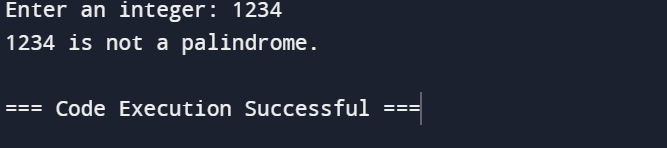 Enter an integer: 1234
1234 is not a palindrome.
=== Code Execution Successful ===